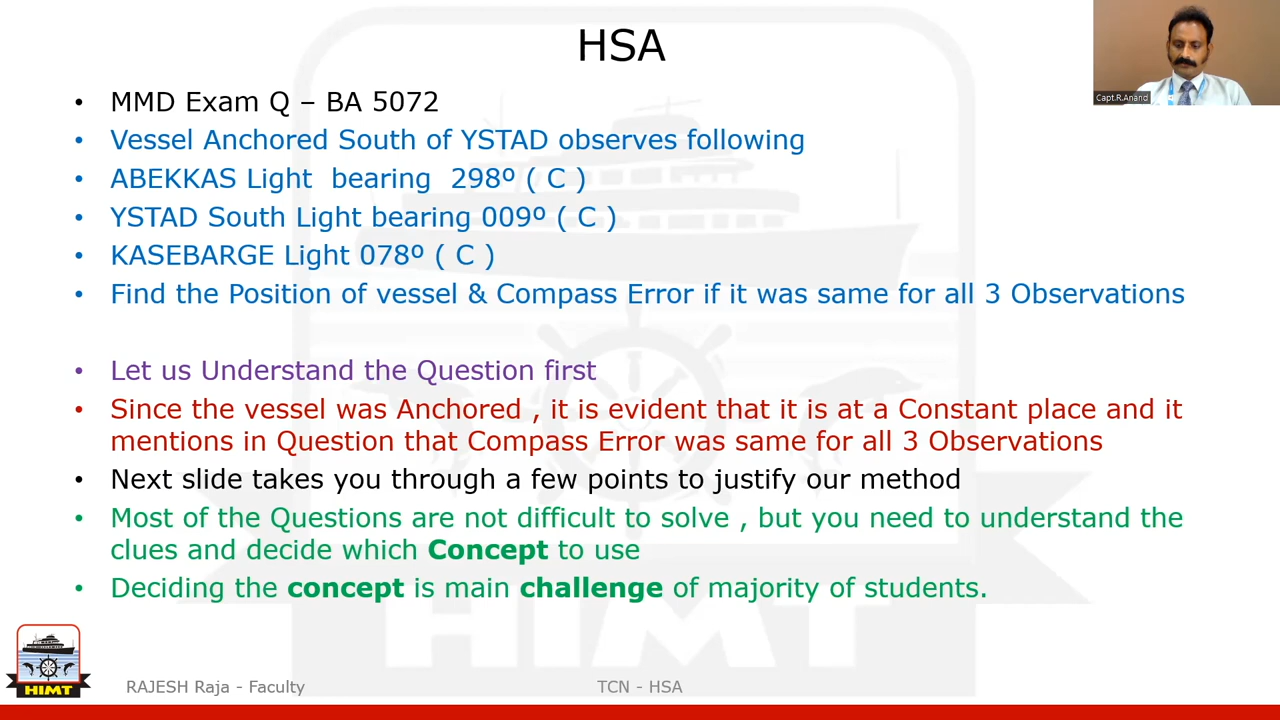 HSA
• MMD Exam Q – BA 5072
• Vessel Anchored South of YSTAD observes following
• ABEKKAS Light bearing 298º ( C )
• YSTAD South Light bearing 009º ( C )
• KASEBARGE Light 078º ( C )
• Find the Position of vessel & Compass Error if it was same for all 3 Observations
• Let us Understand the Question first
• Since the vessel was Anchored , it is evident that it is at a Constant place and it
mentions in Question that Compass Error was same for all 3 Observations
• Next slide takes you through a few points to justify our method
• Most of the Questions are not difficult to solve , but you need to understand the
clues and decide which Concept to use
• Deciding the concept is main challenge of majority of students.
Capt.R.Anand
HIMT
HIMT
RAJESH Raja - Faculty
TCN - HSA